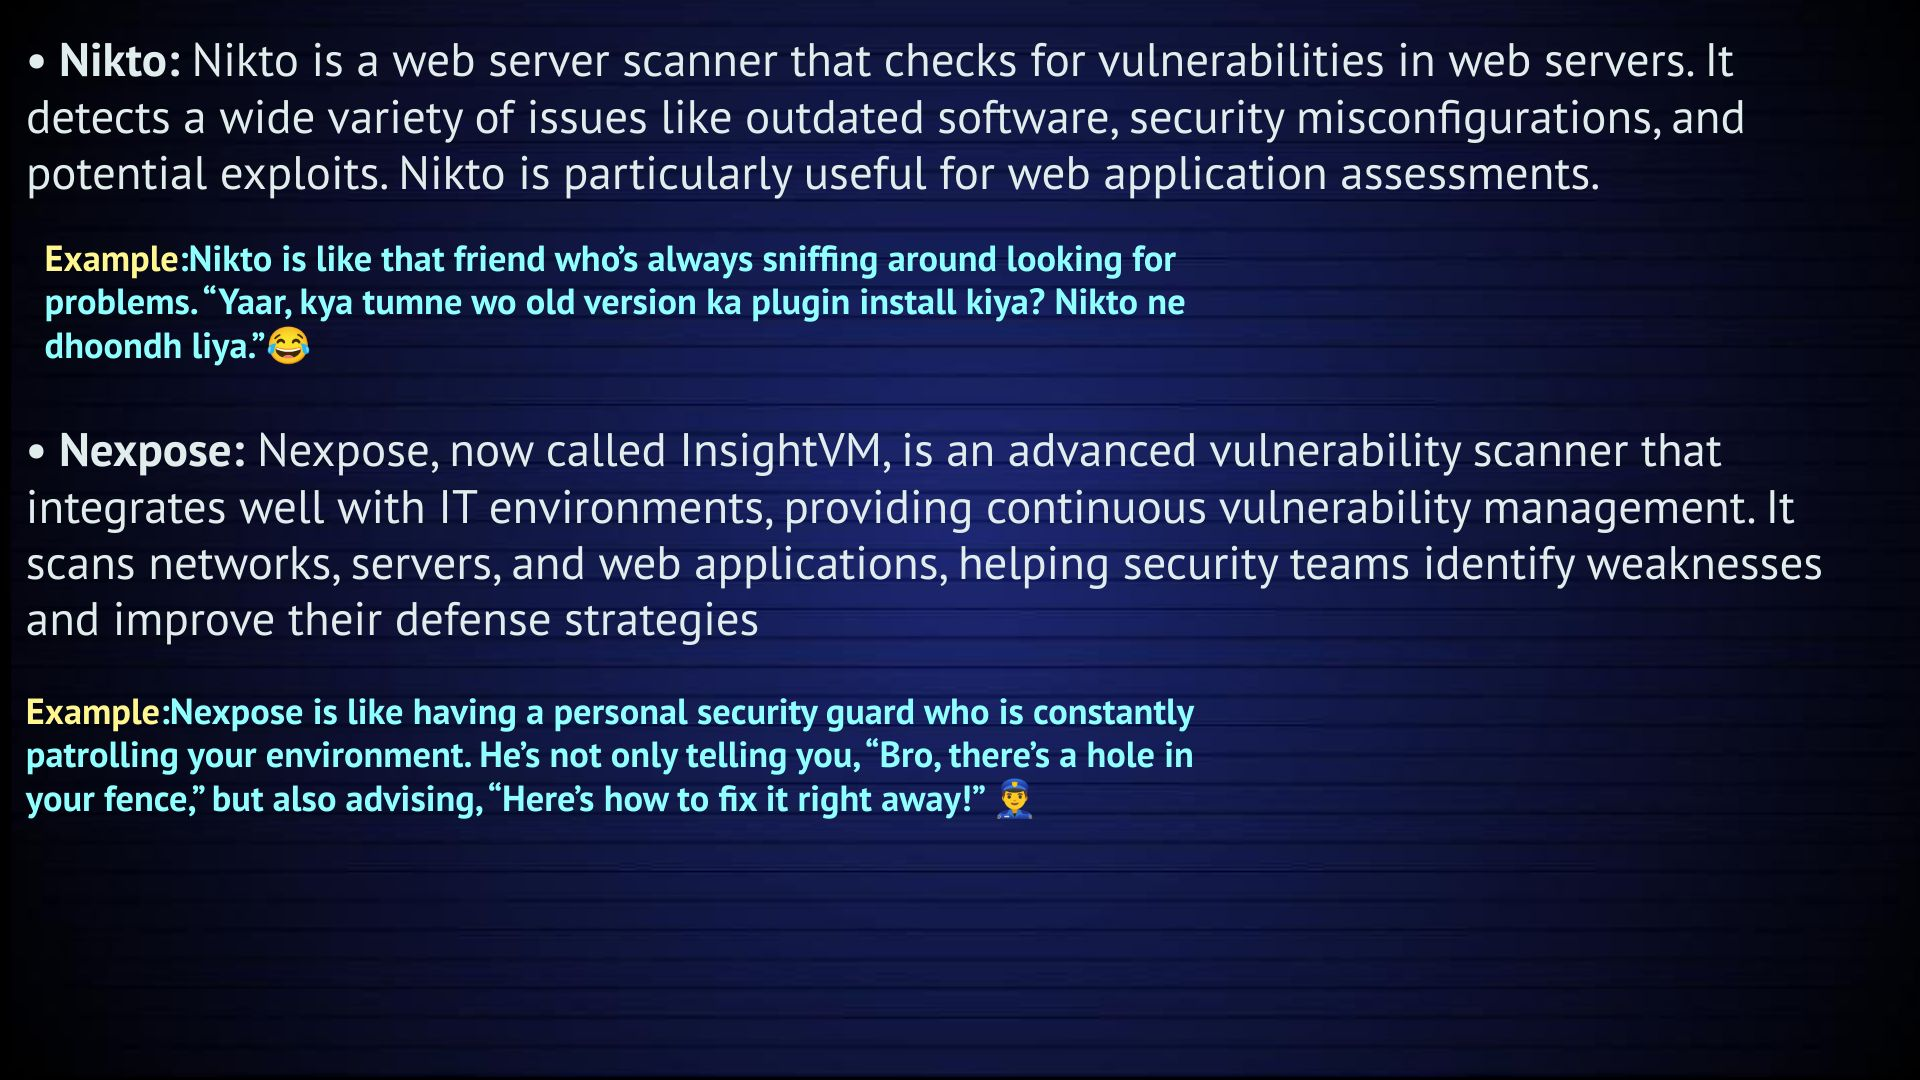 • Nikto: Nikto is a web server scanner that checks for vulnerabilities in web servers. It
detects a wide variety of issues like outdated software, security misconfigurations, and
potential exploits. Nikto is particularly useful for web application assessments.
Example:Nikto is like that friend who’s always sniffing around looking for
problems. “Yaar, kya tumne wo old version ka plugin install kiya? Nikto ne
dhoondh liya.”😂
• Nexpose: Nexpose, now called InsightVM, is an advanced vulnerability scanner that
integrates well with IT environments, providing continuous vulnerability management. It
scans networks, servers, and web applications, helping security teams identify weaknesses
and improve their defense strategies
Example:Nexpose is like having a personal security guard who is constantly
patrolling your environment. He’s not only telling you, “Bro, there’s a hole in
your fence,” but also advising, “Here’s how to fix it right away!” 👮‍♂️